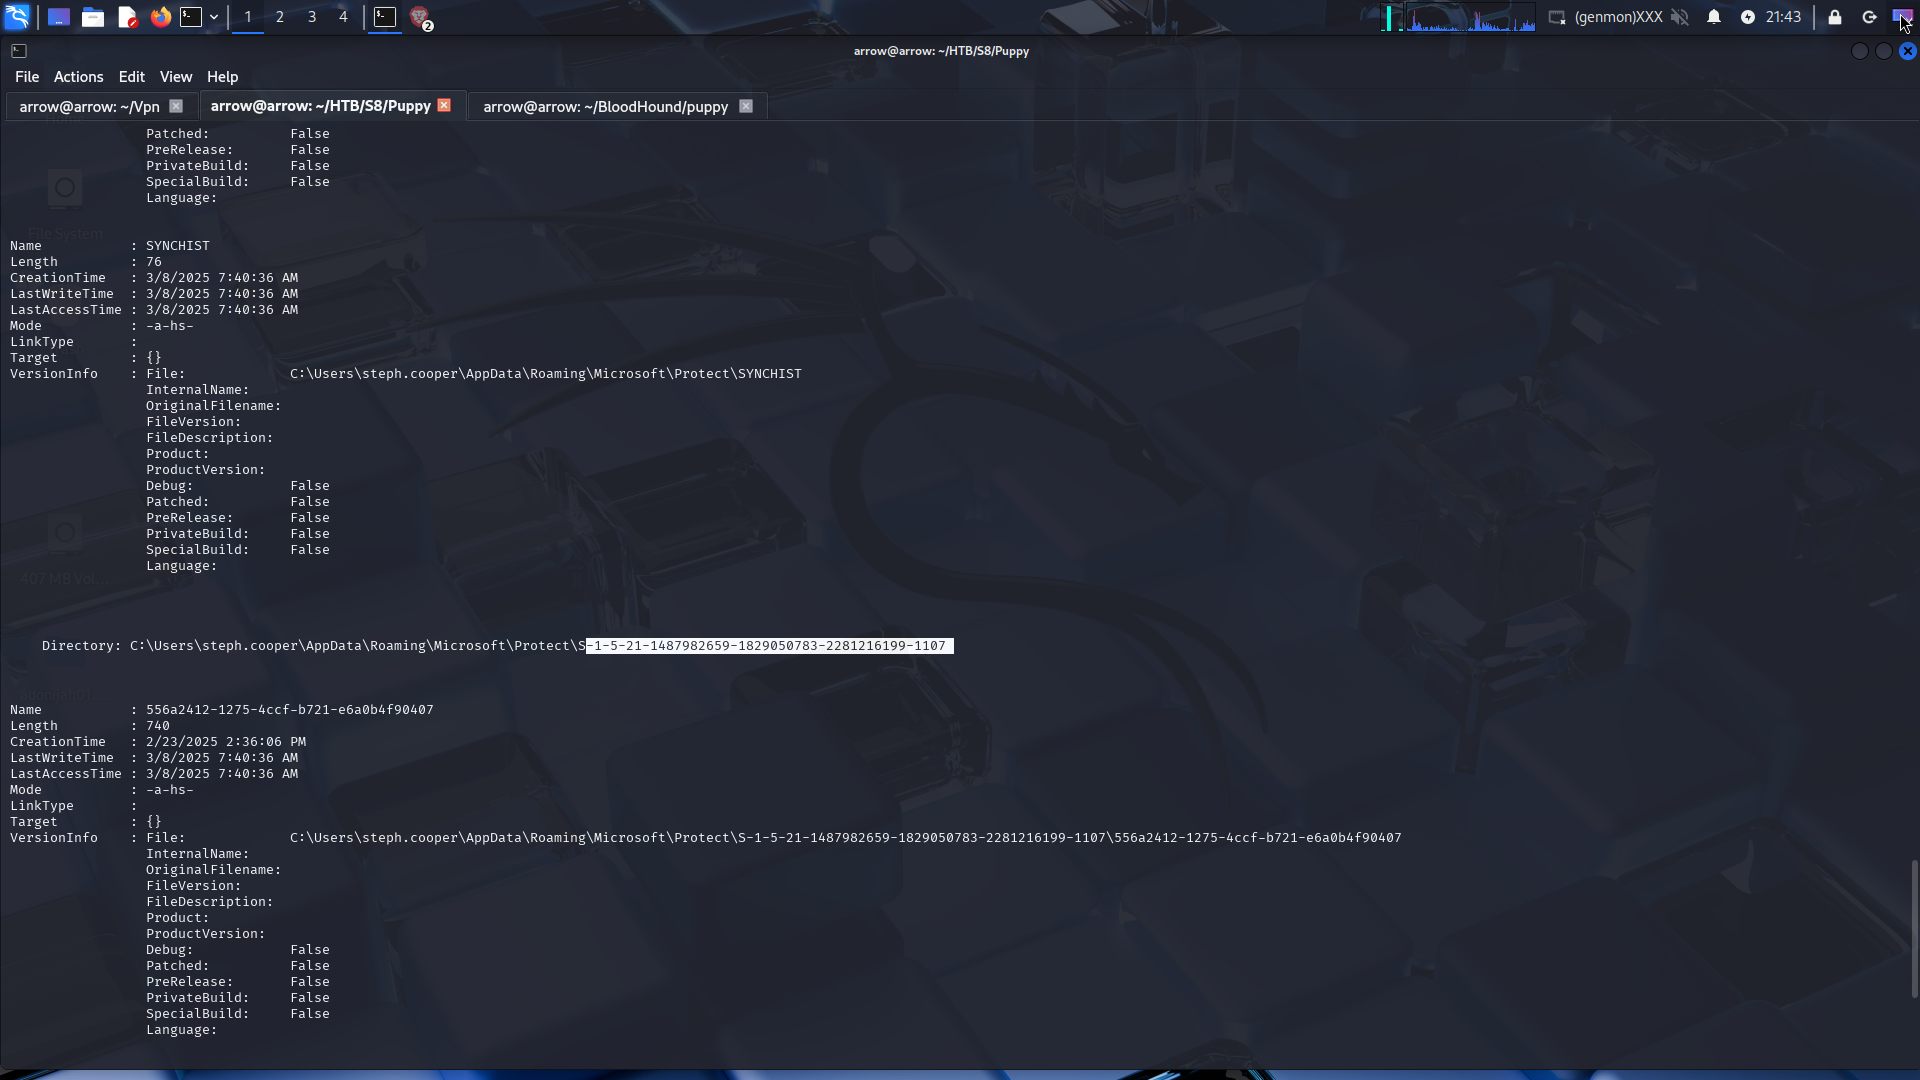 1 2 3 4
2
(genmon)XXX
21:43
arrow@arrow: ~/HTB/S8/Puppy
File Actions Edit View Help
arrow@arrow: ~/Vpn
arrow@arrow: ~/HTB/S8/Puppy
arrow@arrow: ~/BloodHound/puppy
Patched: False
PreRelease: False
PrivateBuild: False
SpecialBuild: False
Language:
File System
Name : SYNCHIST
Length : 76
CreationTime : 3/8/2025 7:40:36 AM
LastWriteTime : 3/8/2025 7:40:36 AM
LastAccessTime : 3/8/2025 7:40:36 AM
Mode : -a-hs-
LinkType :
Target : {}
VersionInfo : File: C:\Users\steph.cooper\AppData\Roaming\Microsoft\Protect\SYNCHIST
InternalName:
OriginalFilename:
FileVersion:
FileDescription:
Product:
ProductVersion:
Debug: False
Patched: False
PreRelease: False
PrivateBuild: False
SpecialBuild: False
Language:
407 MB Vol...
Directory: C:\Users\steph.cooper\AppData\Roaming\Microsoft\Protect\S-1-5-21-1487982659-1829050783-2281216199-1107
Name : 556a2412-1275-4ccf-b721-e6a0b4f90407
Length : 740
CreationTime : 2/23/2025 2:36:06 PM
LastWriteTime : 3/8/2025 7:40:36 AM
LastAccessTime : 3/8/2025 7:40:36 AM
Mode : -a-hs-
LinkType :
Target : {}
VersionInfo : File: C:\Users\steph.cooper\AppData\Roaming\Microsoft\Protect\S-1-5-21-1487982659-1829050783-2281216199-1107\556a2412-1275-4ccf-b721-e6a0b4f90407
InternalName:
OriginalFilename:
FileVersion:
FileDescription:
Product:
ProductVersion:
Debug: False
Patched: False
PreRelease: False
PrivateBuild: False
SpecialBuild: False
Language: